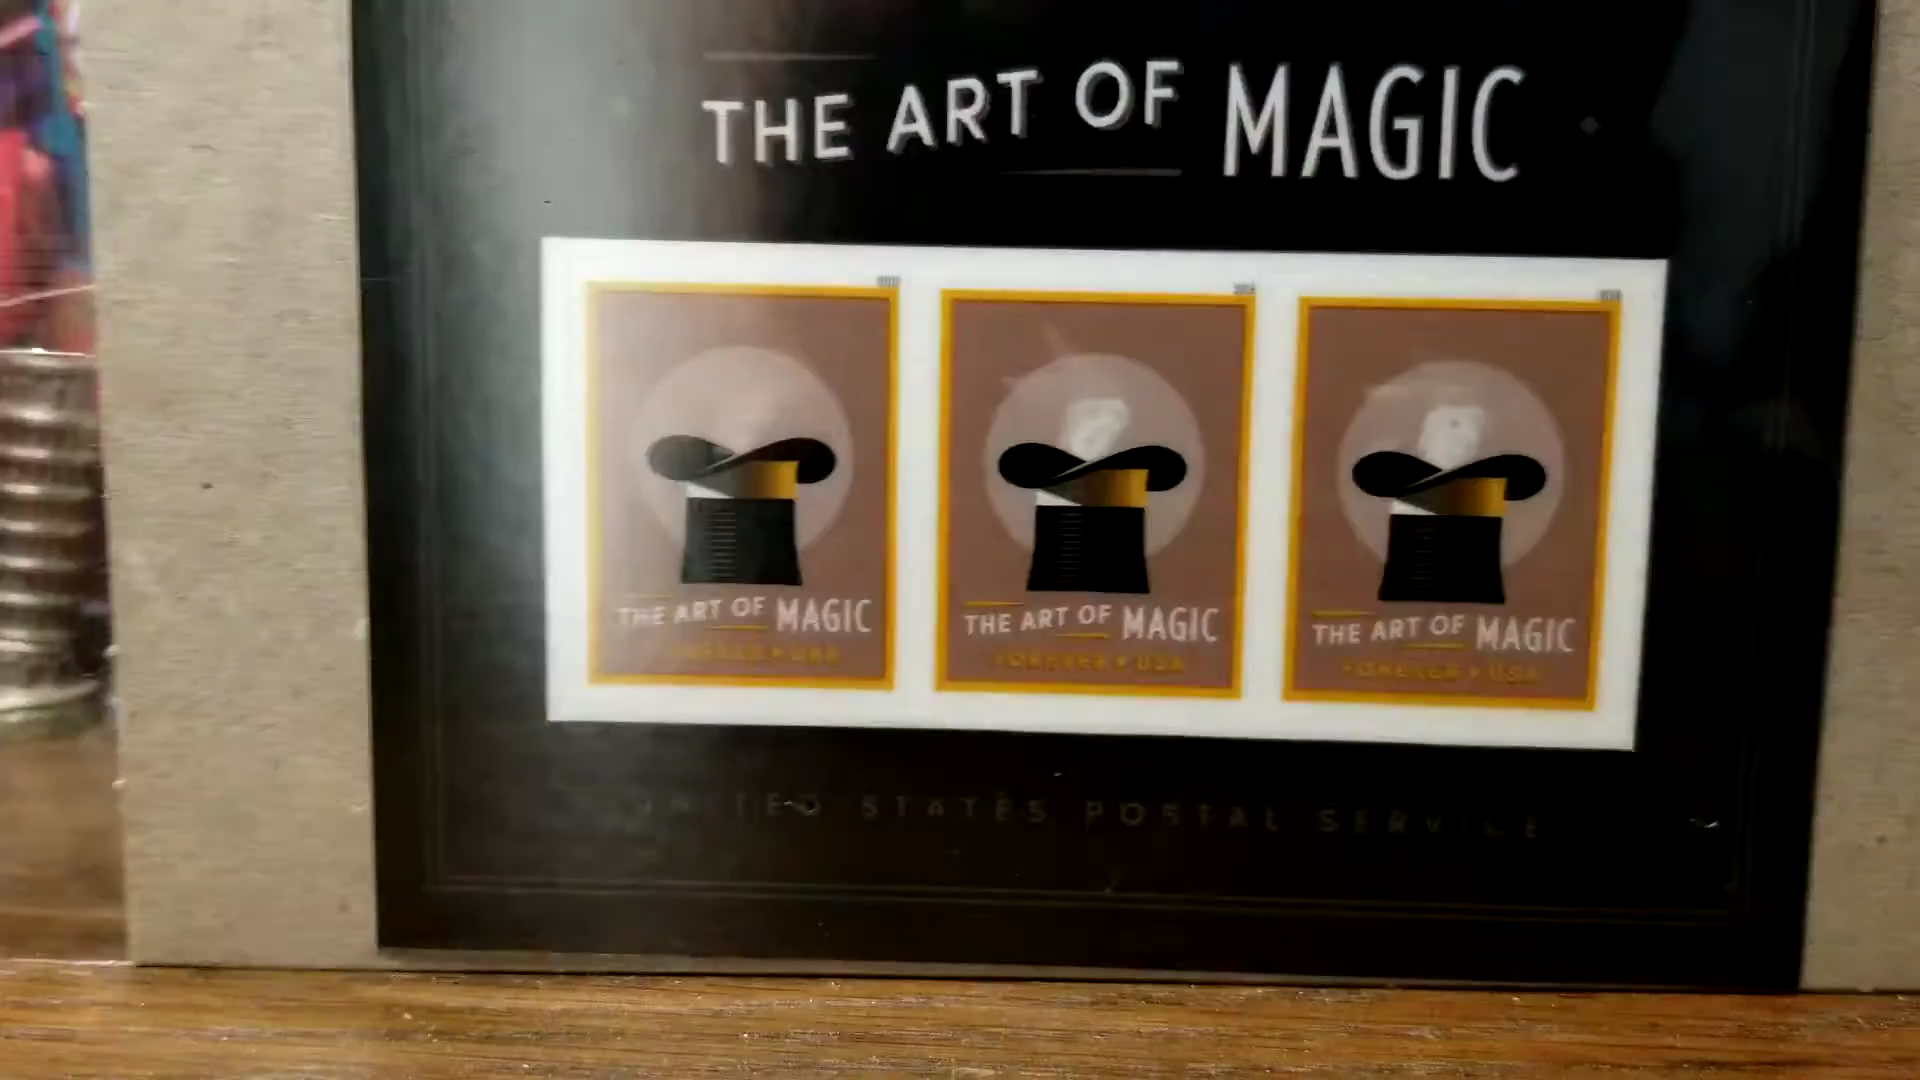 THE ART OF MAGIC
THE ART OF MAGIC
FOREVER • USA
THE ART OF MAGIC
FOREVER • USA
THE ART OF MAGIC
FOREVER • USA
UNITED STATES POSTAL SERVICE